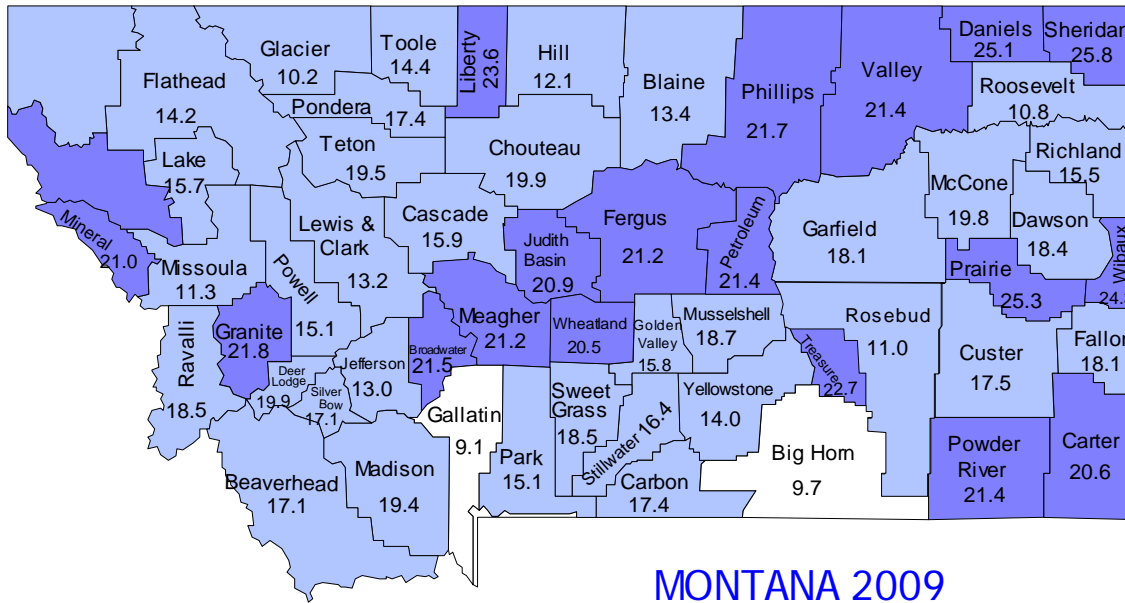 Glacier
10.2
Toole
14.4
Liberty
23.6
Hill
12.1
Blaine
13.4
Phillips
21.7
Valley
21.4
Daniels
25.1
Sheridan
25.8
Flathead
14.2
Pondera
17.4
Roosevelt
10.8
Lake
15.7
Teton
19.5
Chouteau
19.9
Richland
15.5
McCone
19.8
Mineral
21.0
Missoula
11.3
Powell
15.1
Lewis &
Clark
13.2
Cascade
15.9
Judith
Basin
20.9
Fergus
21.2
Petroleum
21.4
Garfield
18.1
Dawson
18.4
Prairie
25.3
Wibaux
Ravalli
18.5
Granite
21.8
Deer
Lodge
19.9
Silver
Bow
17.1
Jefferson
13.0
Broadwater
21.5
Meagher
21.2
Wheatland
20.5
Golden
Valley
15.8
Musselshell
18.7
Treasure
22.7
Rosebud
11.0
Custer
17.5
Fallon
18.1
Beaverhead
17.1
Madison
19.4
Gallatin
9.1
Park
15.1
Sweet
Grass
18.5
Stillwater 16.4
Yellowstone
14.0
Carbon
17.4
Big Horn
9.7
Powder
River
21.4
Carter
20.6
MONTANA 2009